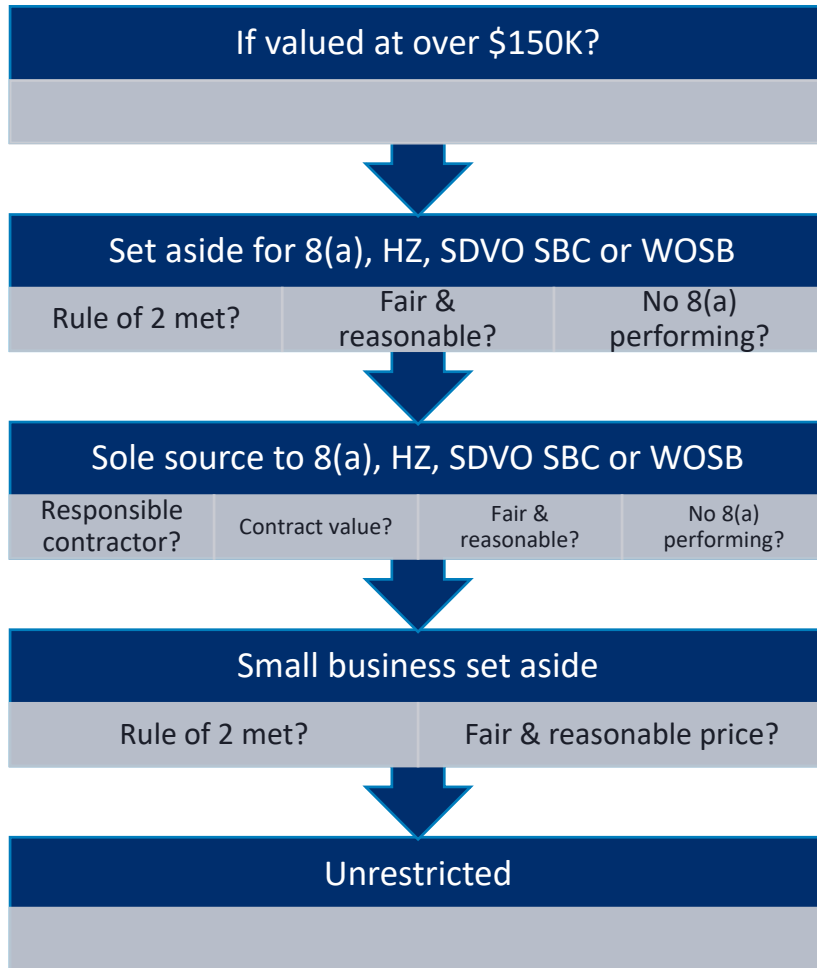 If valued at over $150K?
Set aside for 8(a), HZ, SDVO SBC or WOSB
Rule of 2 met?
Fair &
reasonable?
No 8(a)
performing?
Sole source to 8(a), HZ, SDVO SBC or WOSB
Responsible
contractor?
Contract value?
Fair &
reasonable?
No 8(a)
performing?
Small business set aside
Rule of 2 met?
Fair & reasonable price?
Unrestricted